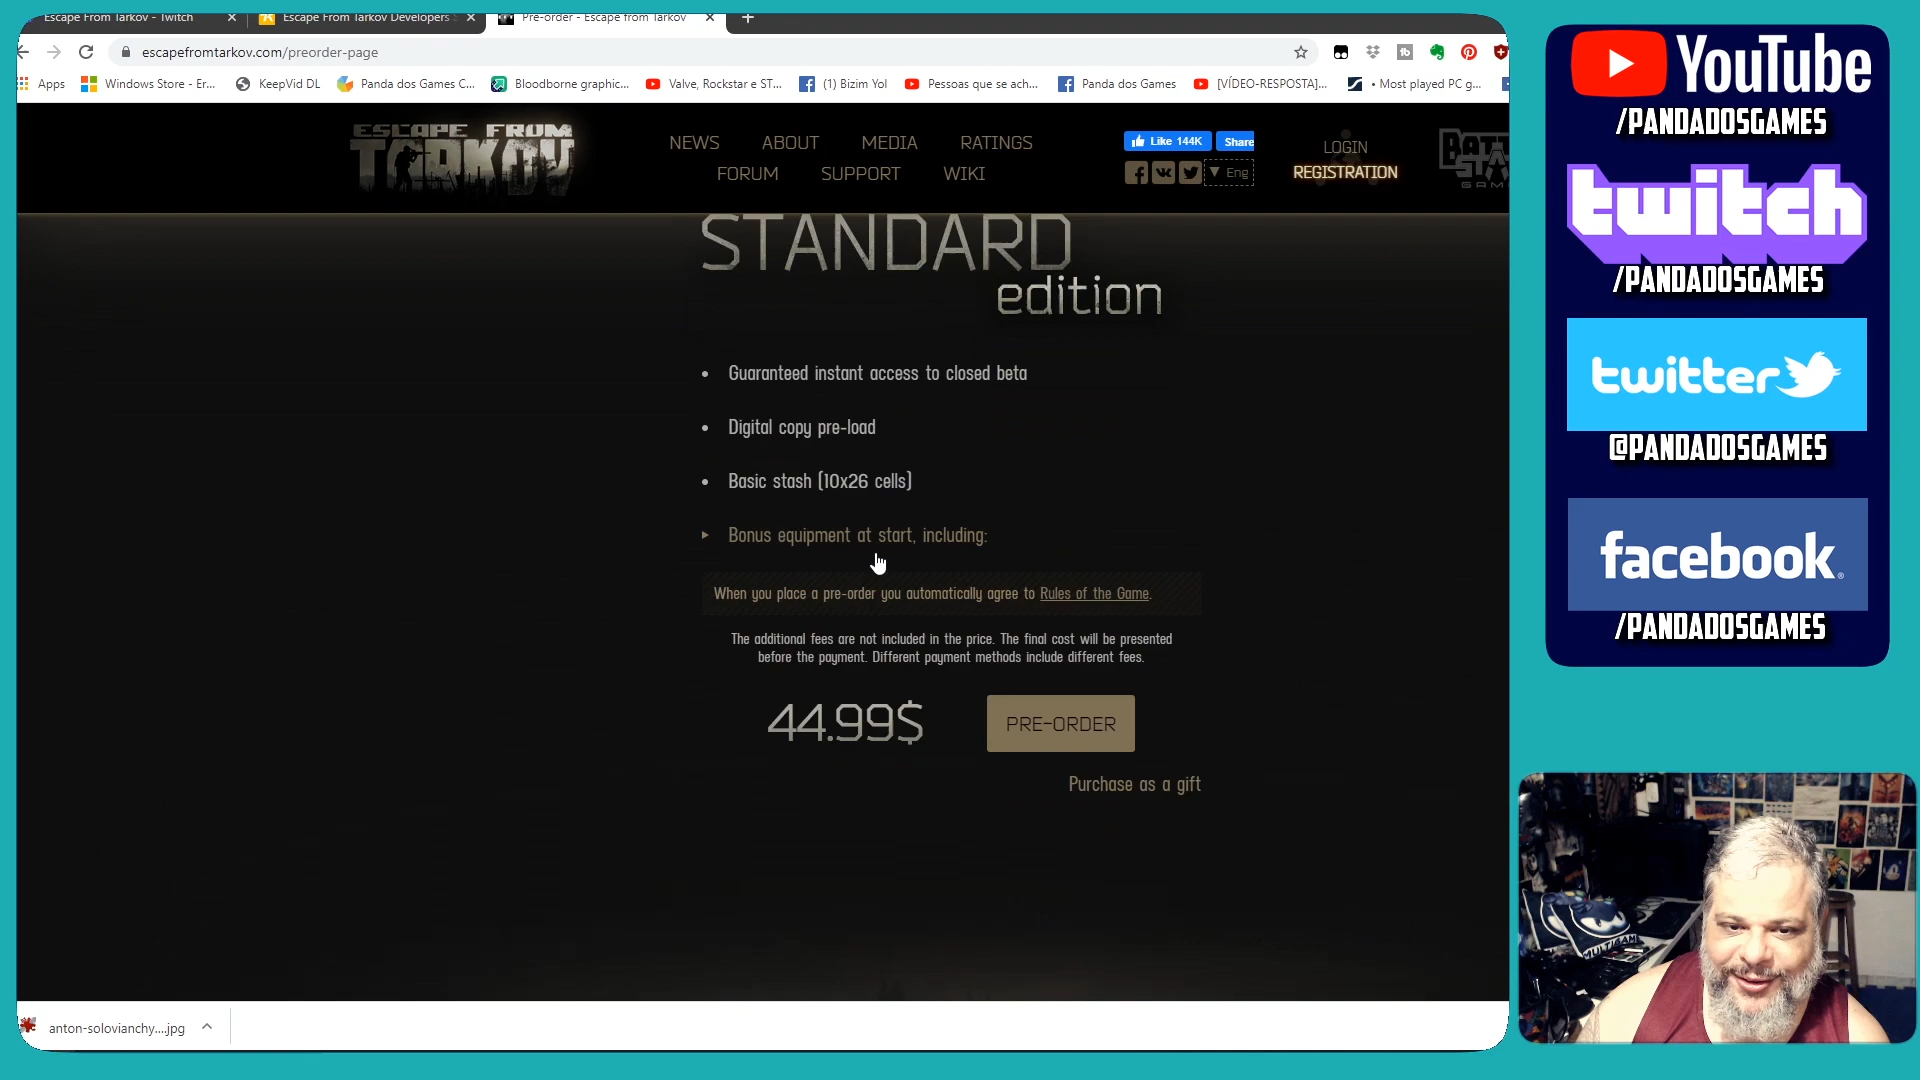 Escape From Tarkov - Twitch
Escape From Tarkov Developers
Pre-order - Escape from Tarkov
escapefromtarkov.com/preorder-page
Apps
Windows Store - Er...
KeepVid DL
Panda dos Games C...
Bloodborne graphic...
Valve, Rockstar e ST...
(1) Bizim Yol
Pessoas que se ach...
Panda dos Games
[VÍDEO-RESPOSTA]...
• Most played PC g...
ESCAPE FROM
TARKOV
NEWS
ABOUT
MEDIA
RATINGS
FORUM
SUPPORT
WIKI
Like 144K
Share
▼ Eng
LOGIN
REGISTRATION
STANDARD
edition
• Guaranteed instant access to closed beta
• Digital copy pre-load
• Basic stash (10x26 cells)
Bonus equipment at start, including:
When you place a pre-order you automatically agree to Rules of the Game.
The additional fees are not included in the price. The final cost will be presented
before the payment. Different payment methods include different fees.
44.99$
PRE-ORDER
Purchase as a gift
anton-solovianchy....jpg
YouTube
/PANDADOSGAMES
twitch
/PANDADOSGAMES
twitter
@PANDADOSGAMES
facebook
/PANDADOSGAMES